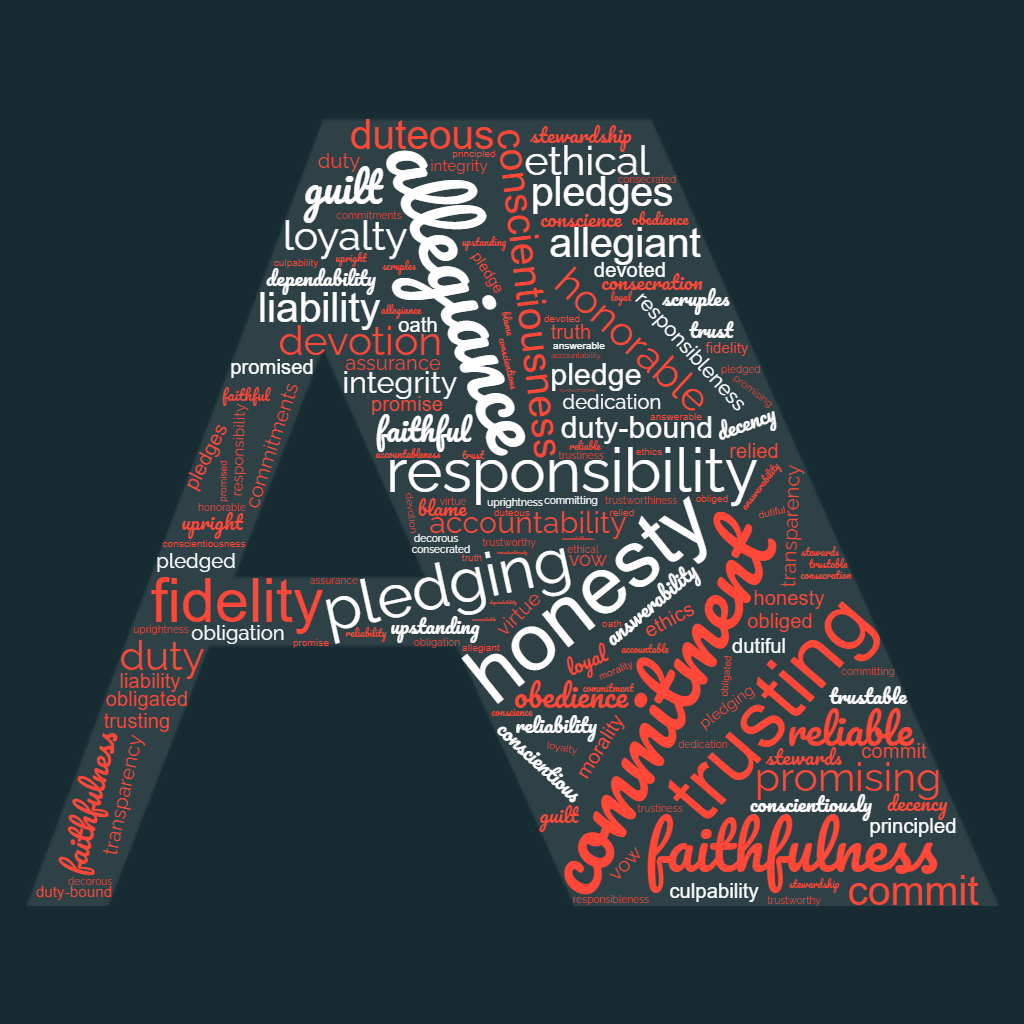 duteous
stewardship
conscientiousness
principled
ethical
duty
integrity
allegiance
guilt
consecrated
pledges
commitments
conscience
obedience
loyalty
upstanding
allegiant
upright
culpability
scruples
pledge
devoted
dependability
consecration
honorable
loyal
scruples
responsibleness
liability
allegiance
oath
blame
devoted
truth
trust
devotion
answerable
fidelity
accountability
conscientious
promised
assurance
integrity
pledge
pledged
promising
faithful
promise
dedication
answerable
commitments
responsibility
faithful
duty-bound
decency
pledges
reliable
ethics
relied
accountableness
trust
trustiness
responsibility
promised
answerability
transparency
honorable
devotion
virtue
uprightness
committing
trustworthiness
obliged
blame
relied
dutiful
upright
accountability
honesty
commitment
conscientiousness
decorous
trustworthy
consecrated
ethical
stewards
pledged
truth
vow
trustable
pledging
assurance
consecration
fidelity
answerability
honesty
virtue
trusting
uprightness
obligation
reliability
upstanding
oath
ethics
obliged
promise
obligation
allegiant
accountable
dutiful
duty
loyal
morality
obligated
committing
liability
commitment
obedience
trustable
obligated
pledging
conscience
trusting
reliability
morality
reliable
faithfulness
transparency
conscientious
loyalty
dedication
commit
stewards
promising
guilt
trustiness
conscientiously
decency
principled
faithfulness
vow
decorous
duty-bound
culpability
stewardship
commit
responsibleness
trustworthy